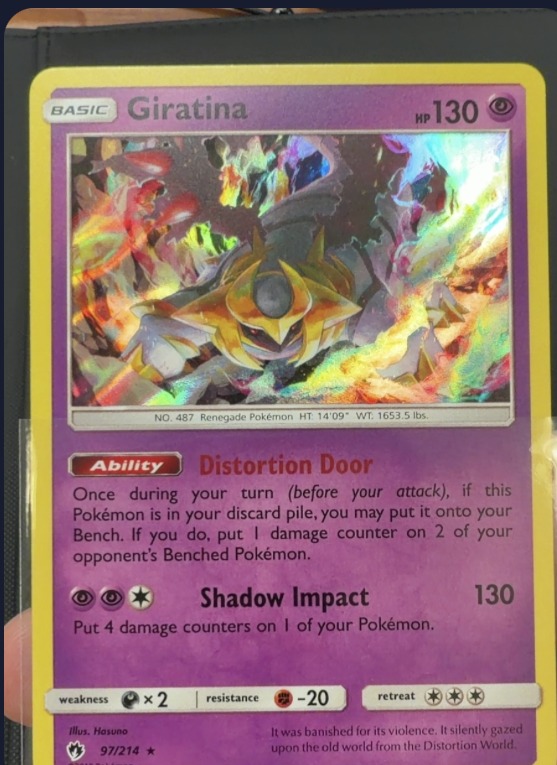 BASIC Giratina HP 130
NO. 487 Renegade Pokémon HT: 14'09" WT: 1653.5 lbs.
Ability Distortion Door
Once during your turn (before your attack), if this
Pokémon is in your discard pile, you may put it onto your
Bench. If you do, put 1 damage counter on 2 of your
opponent's Benched Pokémon.
Shadow Impact 130
Put 4 damage counters on 1 of your Pokémon.
weakness ×2 resistance -20 retreat
Illus. Hasuno
97/214 ★
It was banished for its violence. It silently gazed
upon the old world from the Distortion World.